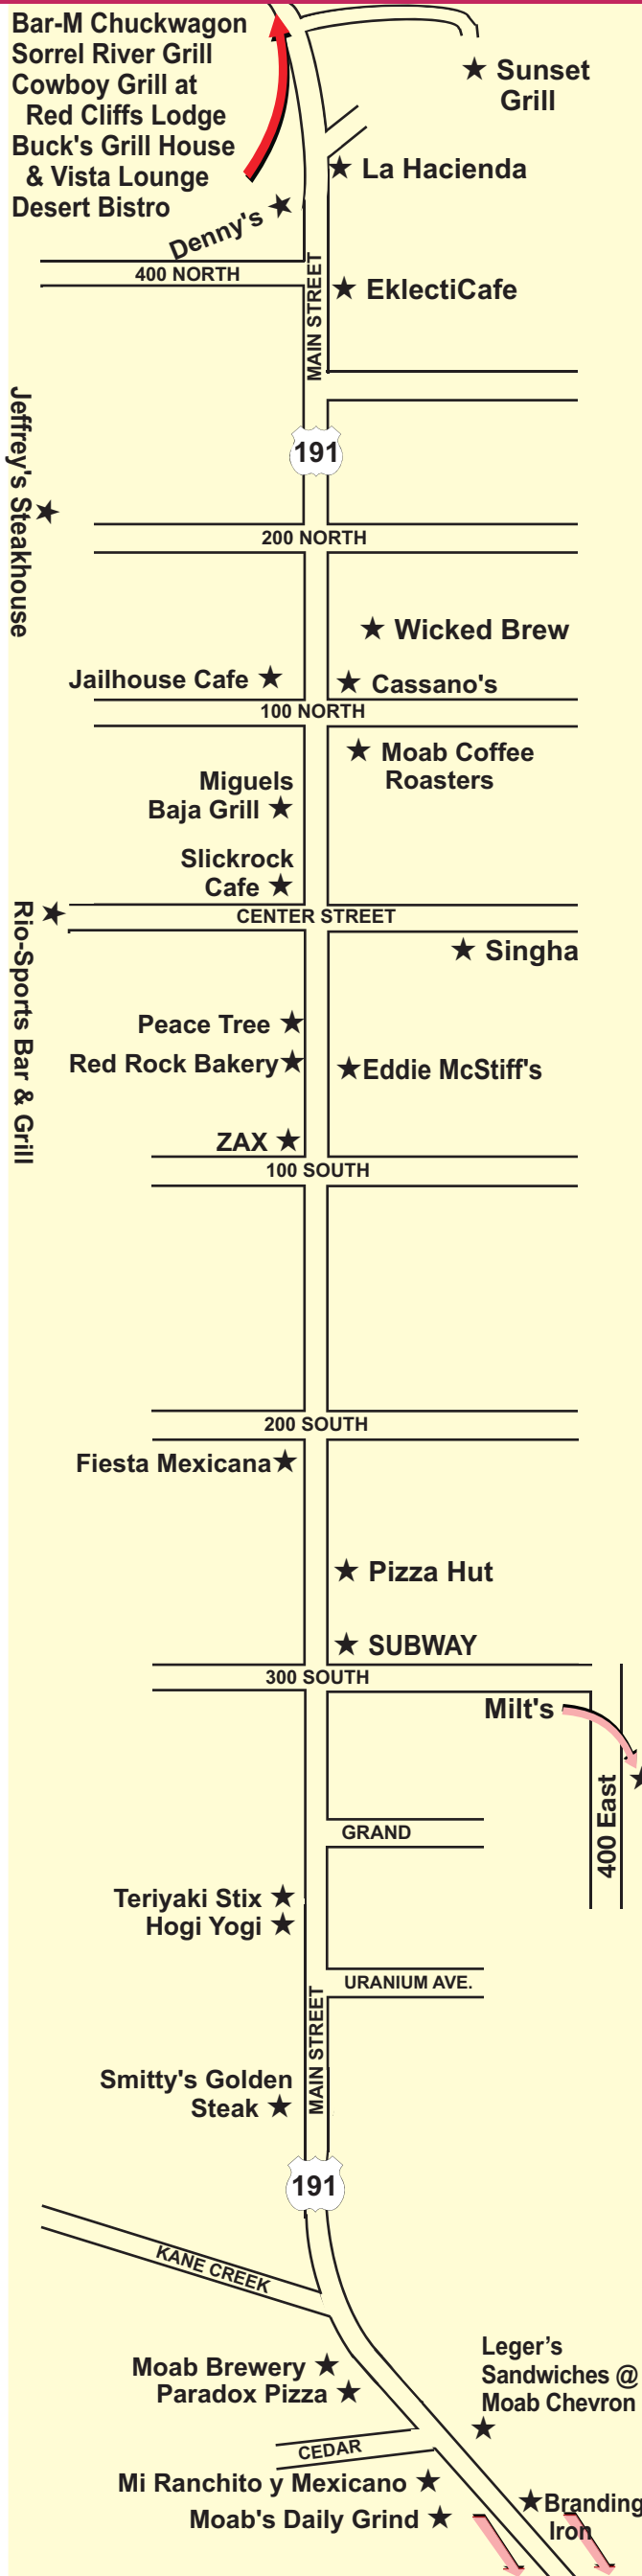 Bar-M Chuckwagon
Sorrel River Grill
Cowboy Grill at
Red Cliffs Lodge
Buck's Grill House
& Vista Lounge
Desert Bistro
Sunset
Grill
La Hacienda
Denny's
400 NORTH
MAIN STREET
EklectiCafe
191
Jeffrey's Steakhouse
200 NORTH
Wicked Brew
Jailhouse Cafe
Cassano's
100 NORTH
Moab Coffee
Roasters
Miguels
Baja Grill
Slickrock
Cafe
Rio-Sports Bar & Grill
CENTER STREET
Singha
Peace Tree
Red Rock Bakery
Eddie McStiff's
ZAX
100 SOUTH
200 SOUTH
Fiesta Mexicana
Pizza Hut
SUBWAY
300 SOUTH
Milt's
400 East
GRAND
Teriyaki Stix
Hogi Yogi
URANIUM AVE.
MAIN STREET
Smitty's Golden
Steak
191
KANE CREEK
Moab Brewery
Paradox Pizza
Leger’s
Sandwiches @
Moab Chevron
CEDAR
Mi Ranchito y Mexicano
Moab's Daily Grind
Branding
Iron